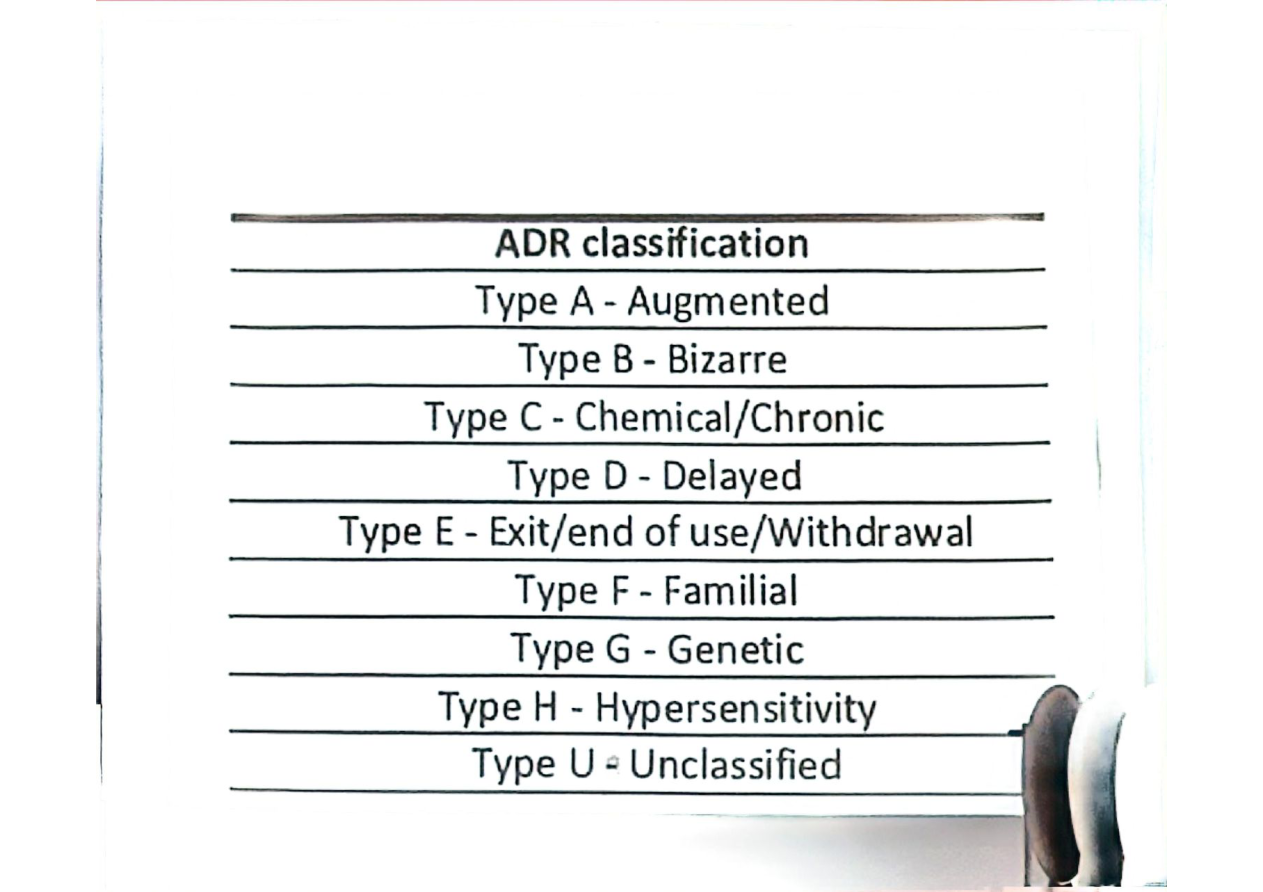 ADR classification
Type A - Augmented
Type B - Bizarre
Type C - Chemical/Chronic
Type D - Delayed
Type E - Exit/end of use/Withdrawal
Type F - Familial
Type G - Genetic
Type H - Hypersensitivity
Type U - Unclassified